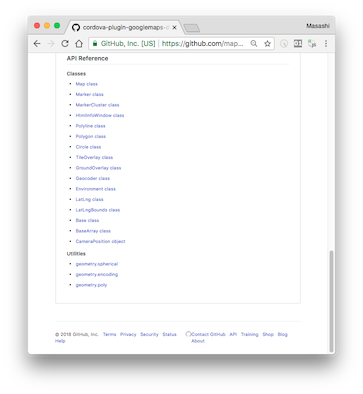 Masashi
cordova-plugin-googlemaps-d
GitHub, Inc. [US] | https://github.com/map...
API Reference
Classes
• Map class
• Marker class
• MarkerCluster class
• HtmlInfoWindow class
• Polyline class
• Polygon class
• Circle class
• TileOverlay class
• GroundOverlay class
• Geocoder class
• Environment class
• LatLng class
• LatLngBounds class
• Base class
• BaseArray class
• CameraPosition object
Utilities
• geometry.spherical
• geometry.encoding
• geometry.poly
© 2018 GitHub, Inc. Terms Privacy Security Status Contact GitHub API Training Shop Blog
Help About